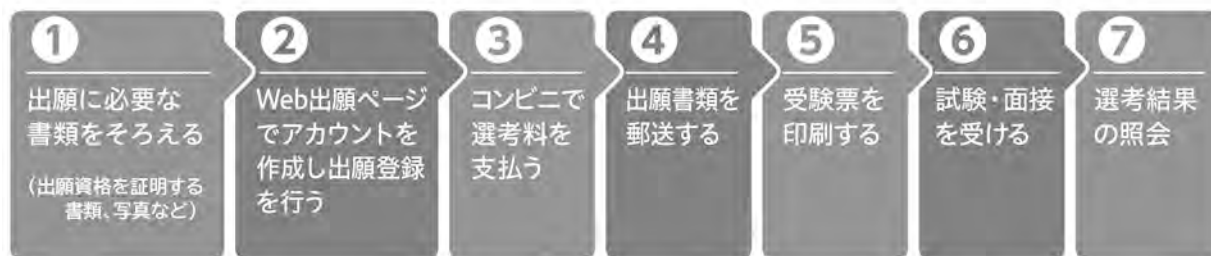 1
出願に必要な
書類をそろえる
（出願資格を証明する
書類、写真など）
2
Web出願ページ
でアカウントを
作成し出願登録
を行う
3
コンビニで
選考料を
支払う
4
出願書類を
郵送する
5
受験票を
印刷する
6
試験・面接
を受ける
7
選考結果
の照会